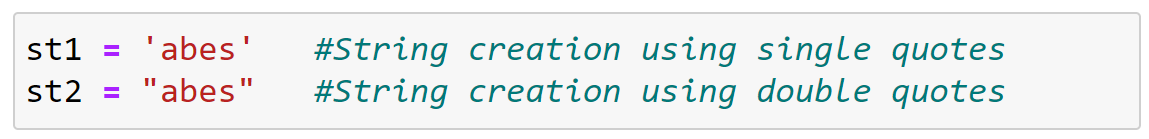 st1 = 'abes'   #String creation using single quotes
st2 = "abes"   #String creation using double quotes